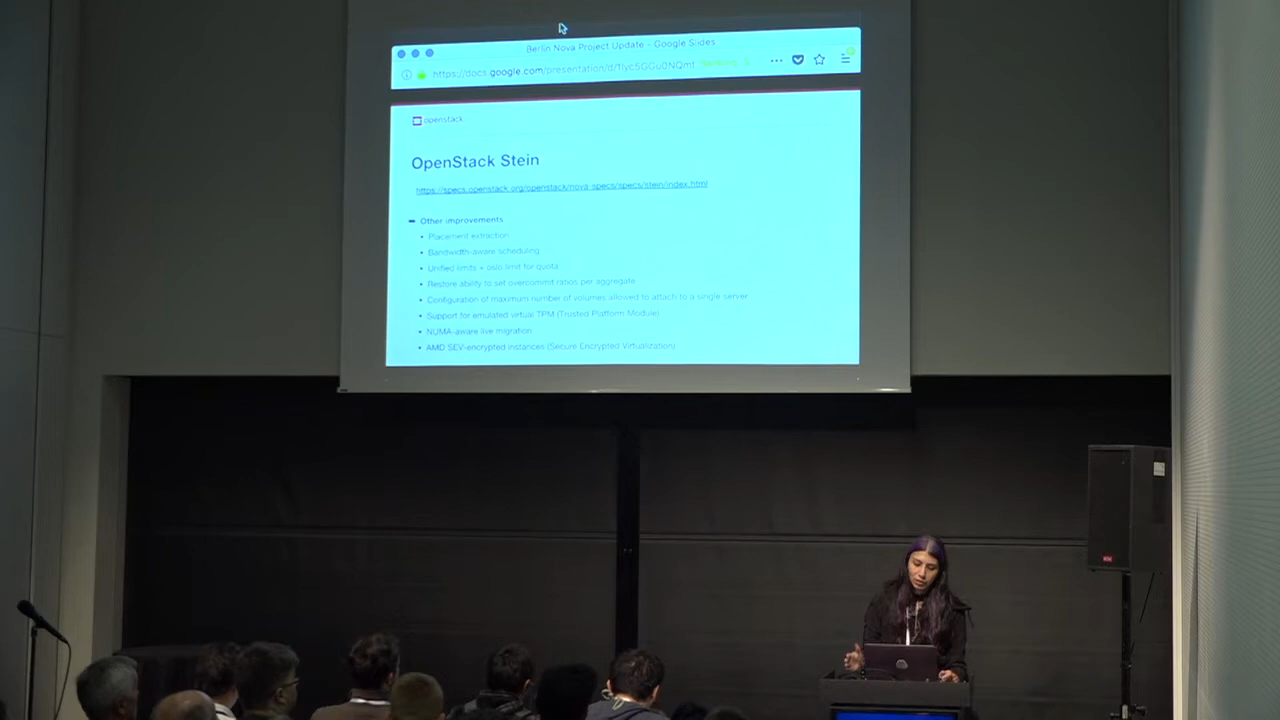 Berlin Nova Project Update - Google Slides
https://docs.google.com/presentation/d/1lyc5GGu0NQmt
openstack
OpenStack Stein
https://specs.openstack.org/openstack/nova-specs/specs/stein/index.html
Other improvements
Placement extraction
Bandwidth-aware scheduling
Unified limits + oslo.limit for quota
Restore ability to set overcommit ratios per aggregate
Configuration of maximum number of volumes allowed to attach to a single server
Support for emulated virtual TPM (Trusted Platform Module)
NUMA-aware live migration
AMD SEV-encrypted instances (Secure Encrypted Virtualization)